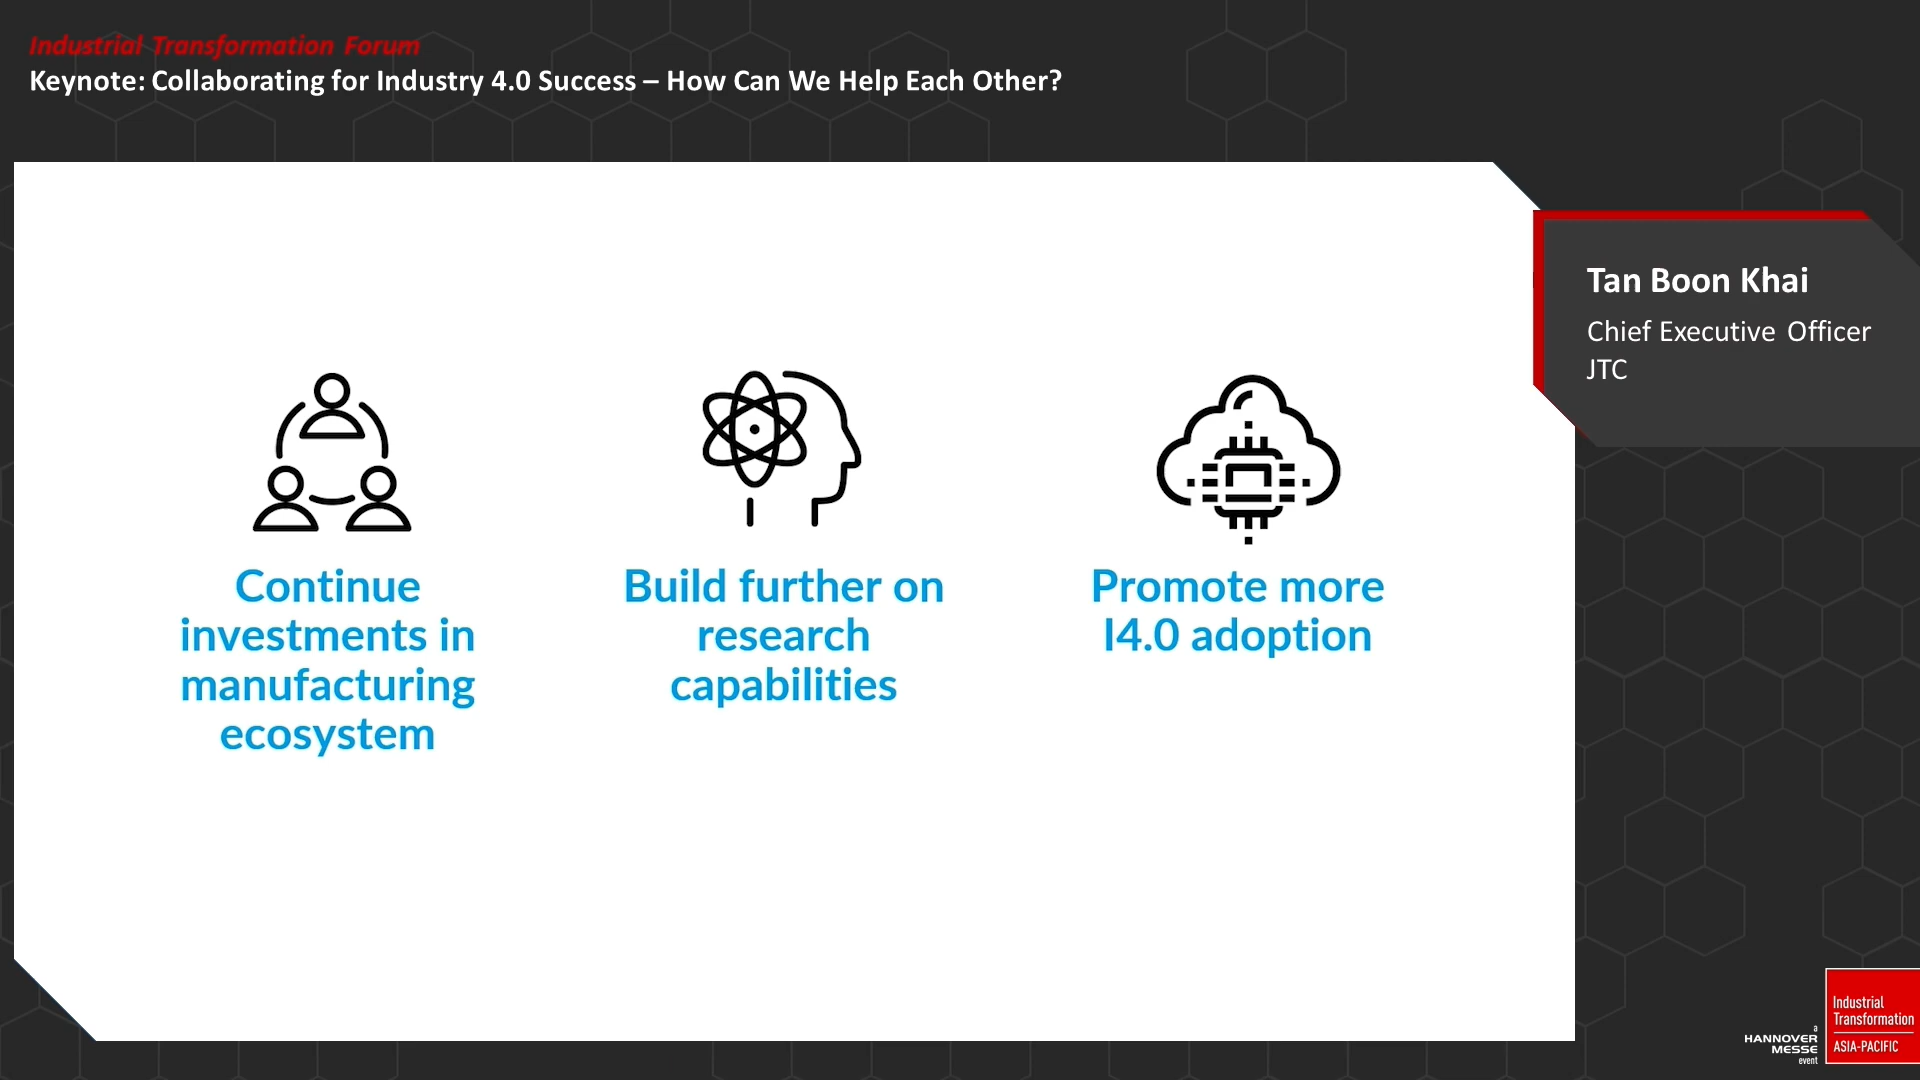 Industrial Transformation Forum
Keynote: Collaborating for Industry 4.0 Success – How Can We Help Each Other?
Tan Boon Khai
Chief Executive Officer
JTC
Continue
investments in
manufacturing
ecosystem
Build further on
research
capabilities
Promote more
I4.0 adoption
a
HANNOVER
MESSE
event
Industrial
Transformation
ASIA-PACIFIC